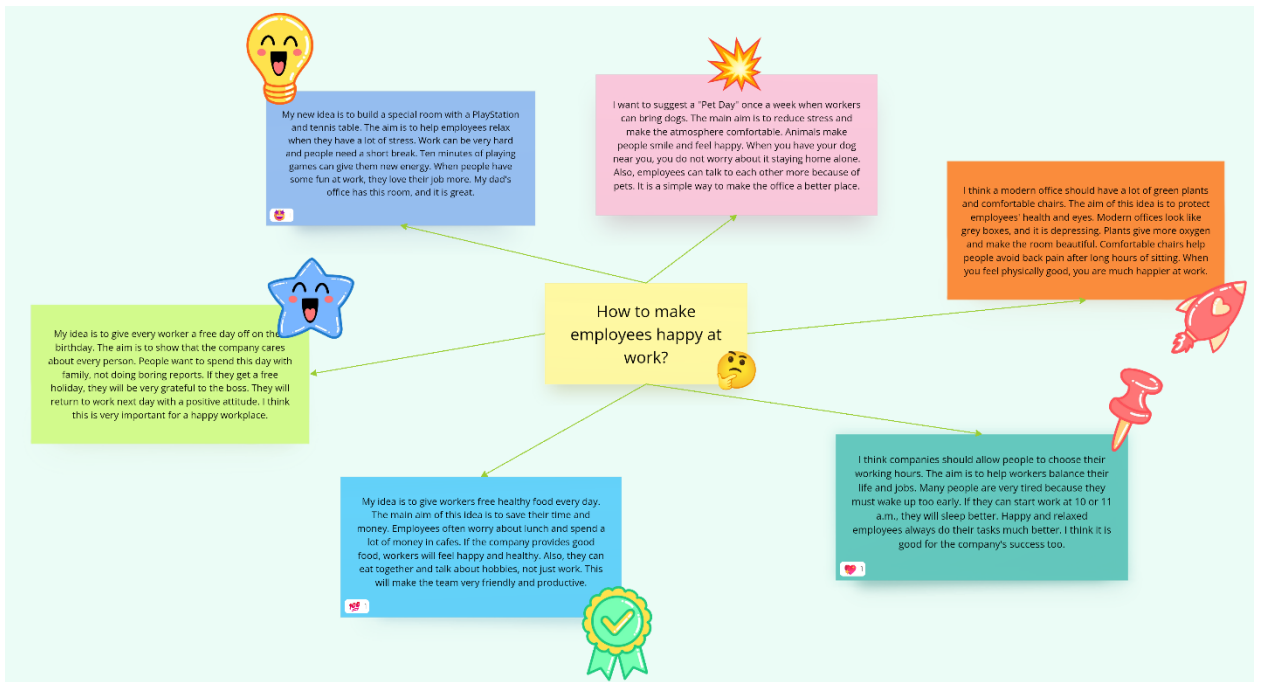 How to make
employees happy at
work?
My new idea is to build a special room with a PlayStation
and tennis table. The aim is to help employees relax
when they have a lot of stress. Work can be very hard
and people need a short break. Ten minutes of playing
games can give them new energy. When people have
some fun at work, they love their job more. My dad's
office has this room, and it is great.
I want to suggest a "Pet Day" once a week when workers
can bring dogs. The main aim is to reduce stress and
make the atmosphere comfortable. Animals make
people smile and feel happy. When you have your dog
near you, you do not worry about it staying home alone.
Also, employees can talk to each other more because of
pets. It is a simple way to make the office a better place.
I think a modern office should have a lot of green plants
and comfortable chairs. The aim of this idea is to protect
employees' health and eyes. Modern offices look like
grey boxes, and it is depressing. Plants give more oxygen
and make the room beautiful. Comfortable chairs help
people avoid back pain after long hours of sitting. When
you feel physically good, you are much happier at work.
My idea is to give every worker a free day off on the
birthday. The aim is to show that the company cares
about every person. People want to spend this day with
family, not doing boring reports. If they get a free
holiday, they will be very grateful to the boss. They will
return to work next day with a positive attitude. I think
this is very important for a happy workplace.
My idea is to give workers free healthy food every day.
The main aim of this idea is to save their time and
money. Employees often worry about lunch and spend a
lot of money in cafes. If the company provides good
food, workers will feel happy and healthy. Also, they can
eat together and talk about hobbies, not just work. This
will make the team very friendly and productive.
100 1
I think companies should allow people to choose their
working hours. The aim is to help workers balance their
life and jobs. Many people are very tired because they
must wake up too early. If they can start work at 10 or 11
a.m., they will sleep better. Happy and relaxed
employees always do their tasks much better. I think it is
good for the company's success too.
1